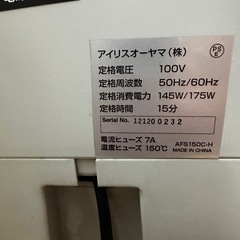 アイリスオーヤマ(株)
定格電圧 100V
定格周波数 50Hz/60Hz
定格消費電力 145W/175W
定格時間 15分
Serial No. 121200232
電流ヒューズ 7A AFS150C-H
温度ヒューズ 150℃ MADE IN CHINA